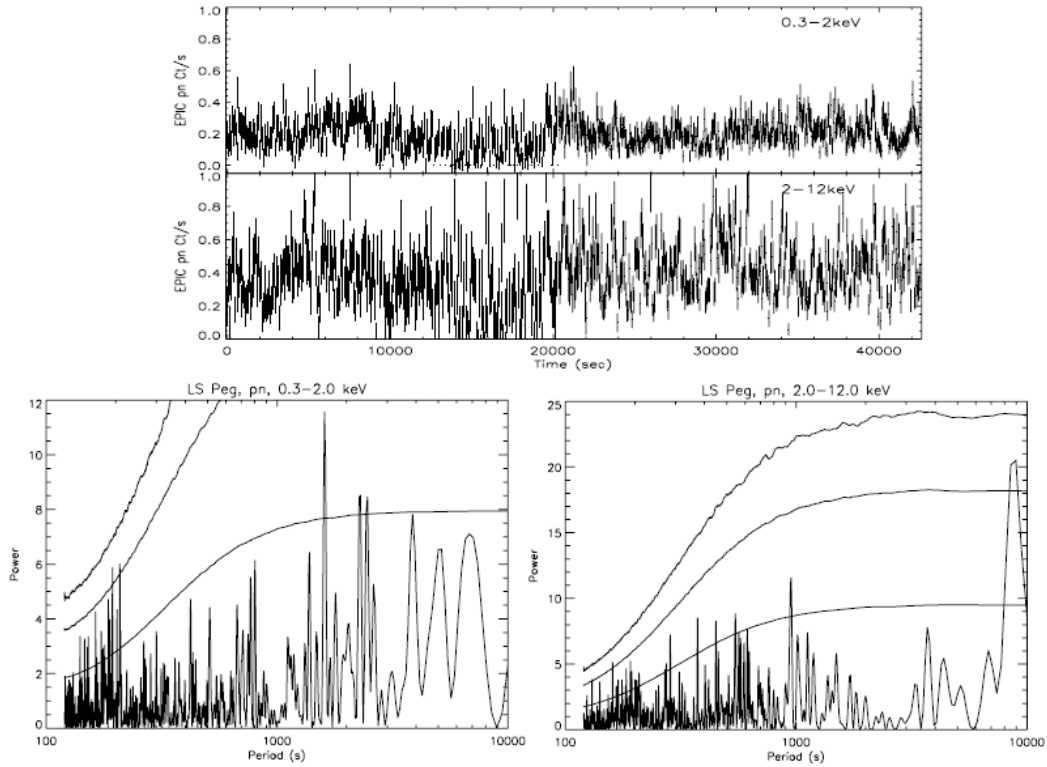 1.0
0.3–2keV
0.8
0.6
0.4
0.2
0.0
EPIC pn Ct/s
1.0
2–12keV
0.8
0.6
0.4
0.2
0.0
EPIC pn Ct/s
0 10000 20000 30000 40000
Time (sec)
LS Peg, pn, 0.3–2.0 keV
12
10
8
6
4
2
0
Power
100 1000 10000
Period (s)
LS Peg, pn, 2.0–12.0 keV
25
20
15
10
5
0
Power
100 1000 10000
Period (s)